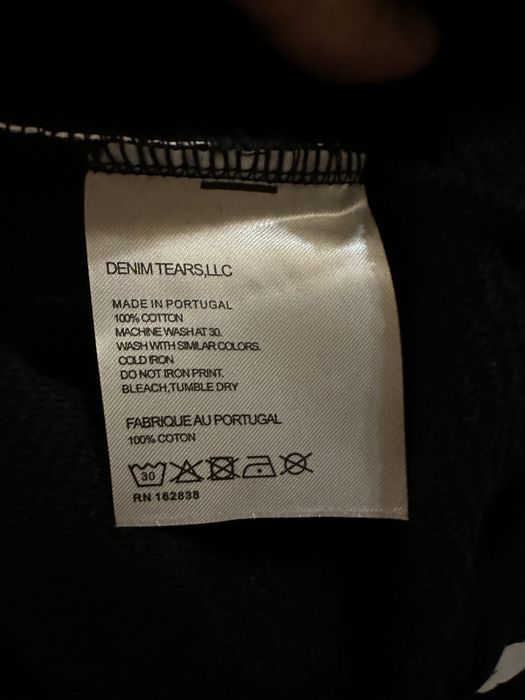 DENIM TEARS,LLC
MADE IN PORTUGAL
100% COTTON
MACHINE WASH AT 30.
WASH WITH SIMILAR COLORS.
COLD IRON
DO NOT IRON PRINT.
BLEACH,TUMBLE DRY
FABRIQUE AU PORTUGAL
100% COTON
30
RN 162838